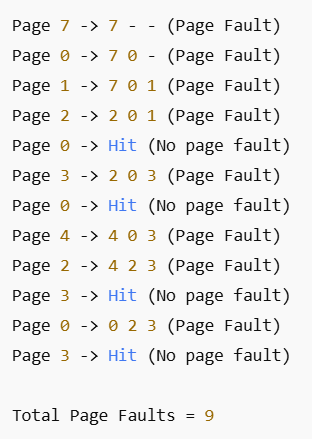 Page 7 -> 7 - - (Page Fault)
Page 0 -> 7 0 - (Page Fault)
Page 1 -> 7 0 1 (Page Fault)
Page 2 -> 2 0 1 (Page Fault)
Page 0 -> Hit (No page fault)
Page 3 -> 2 0 3 (Page Fault)
Page 0 -> Hit (No page fault)
Page 4 -> 4 0 3 (Page Fault)
Page 2 -> 4 2 3 (Page Fault)
Page 3 -> Hit (No page fault)
Page 0 -> 0 2 3 (Page Fault)
Page 3 -> Hit (No page fault)
Total Page Faults = 9